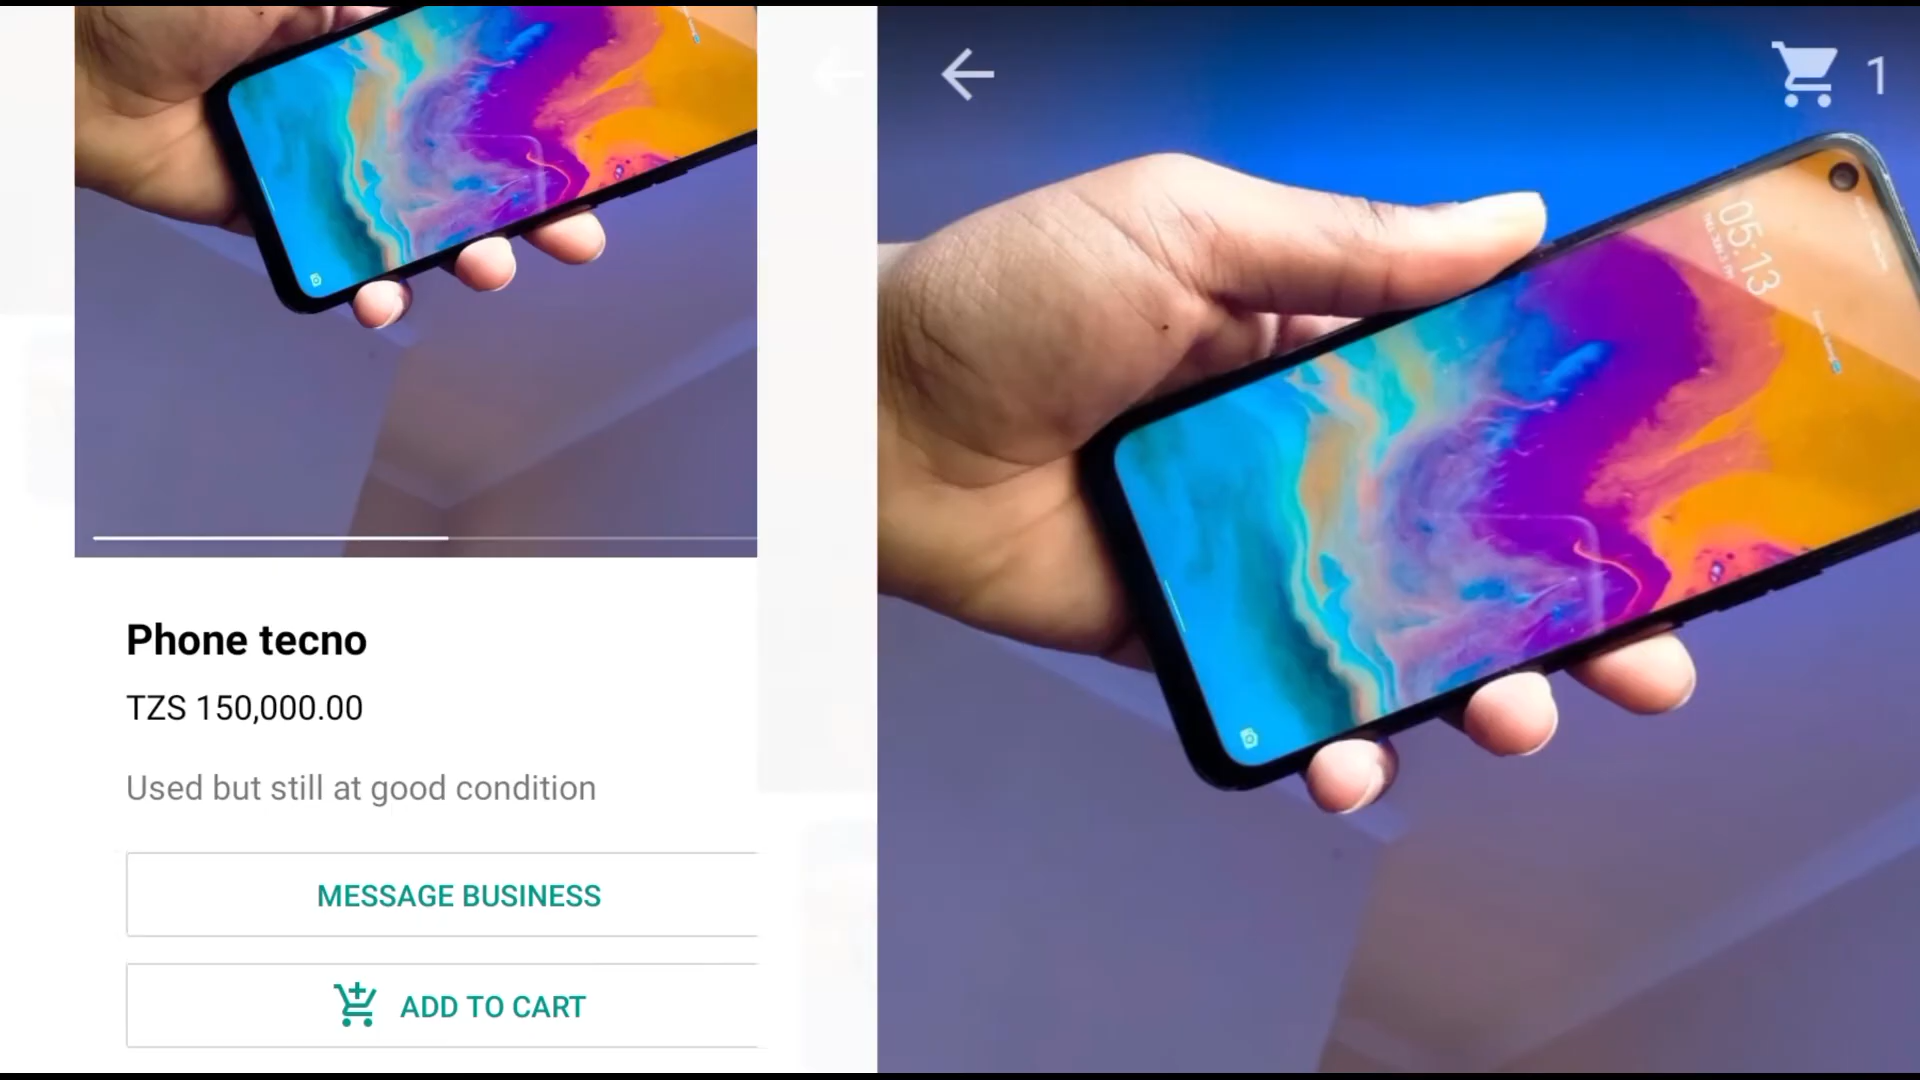 Phone tecno
TZS 150,000.00
Used but still at good condition
MESSAGE BUSINESS
ADD TO CART
1
05:13